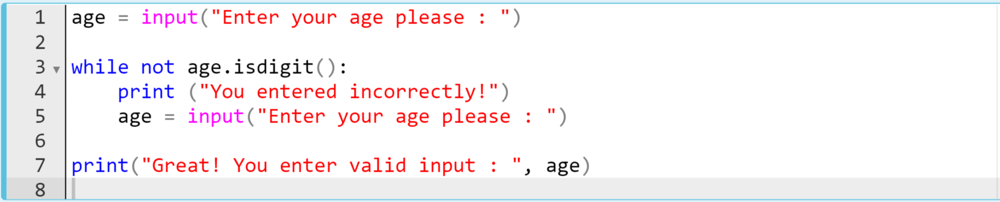 1 age = input("Enter your age please : ")
2
3 while not age.isdigit():
4 print ("You entered incorrectly!")
5 age = input("Enter your age please : ")
6
7 print("Great! You enter valid input : ", age)
8